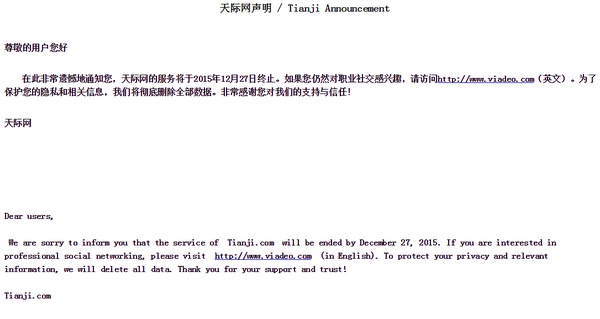 天际网声明 / Tianji Announcement
尊敬的用户您好
在此非常遗憾地通知您，天际网的服务将于2015年12月27日终止。如果您仍然对职业社交感兴趣，请访问http://www.viadeo.com（英文）。为了
保护您的隐私和相关信息，我们将彻底删除全部数据。非常感谢您对我们的支持与信任！
天际网
Dear users,
We are sorry to inform you that the service of Tianji.com will be ended by December 27, 2015. If you are interested in
professional social networking, please visit http://www.viadeo.com (in English). To protect your privacy and relevant
information, we will delete all data. Thank you for your support and trust!
Tianji.com